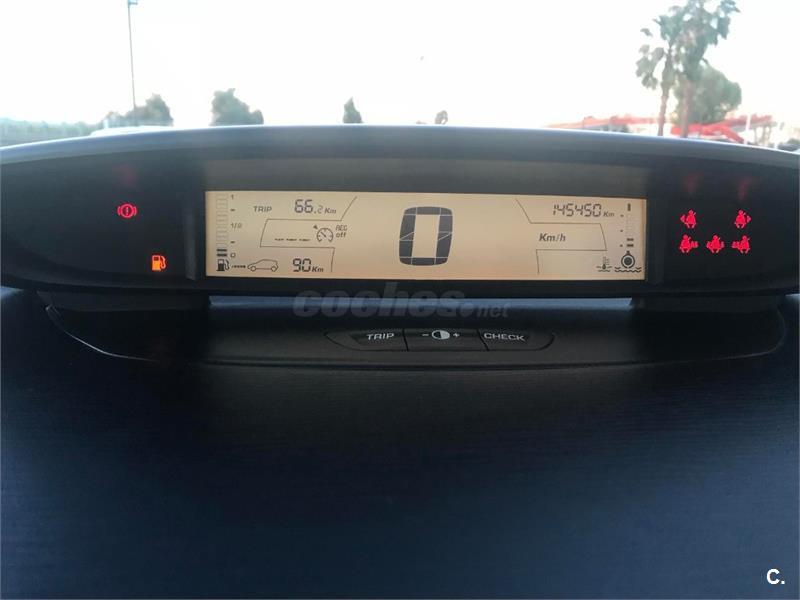 TRIP 66.2 Km
145450 Km
1
1/2
0
REG
off
0
Km/h
90 Km
coches.net
TRIP - + CHECK
C.